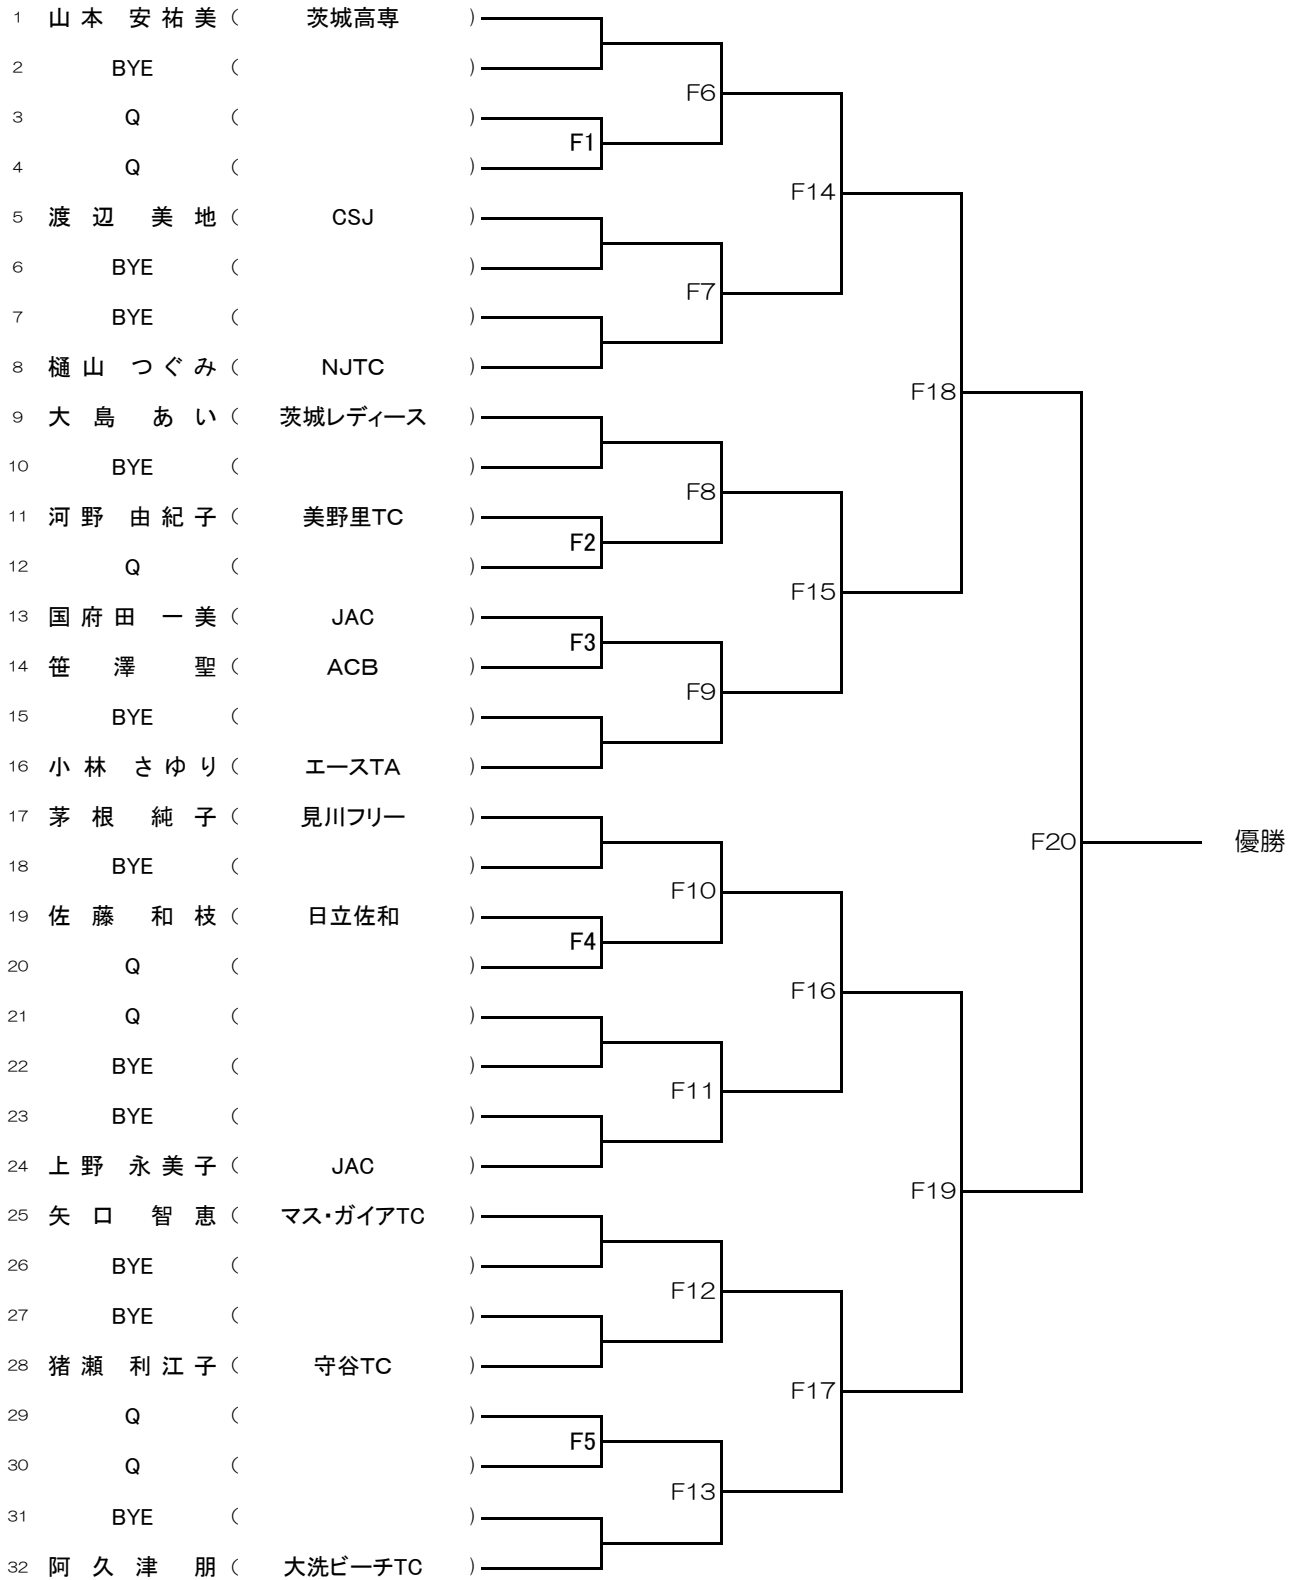 1 山本 安祐美 ( 茨城高専 )
2 BYE ( )
F6
3 Q ( )
F1
4 Q ( )
F14
5 渡辺 美地 ( CSJ )
6 BYE ( )
F7
7 BYE ( )
8 樋山 つぐみ ( NJTC )
F18
9 大島 あい ( 茨城レディース )
10 BYE ( )
F8
11 河野 由紀子 ( 美野里TC )
F2
12 Q ( )
F15
13 国府田 一美 ( JAC )
F3
14 笹澤 聖 ( ACB )
F9
15 BYE ( )
16 小林 さゆり ( エースTA )
17 茅根 純子 ( 見川フリー )
F20 優勝
18 BYE ( )
F10
19 佐藤 和枝 ( 日立佐和 )
F4
20 Q ( )
F16
21 Q ( )
22 BYE ( )
F11
23 BYE ( )
24 上野 永美子 ( JAC )
F19
25 矢口 智恵 ( マス・ガイアTC )
26 BYE ( )
F12
27 BYE ( )
28 猪瀬 利江子 ( 守谷TC )
F17
29 Q ( )
F5
30 Q ( )
F13
31 BYE ( )
32 阿久津 朋 ( 大洗ビーチTC )